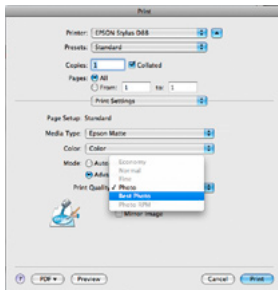 Print
Printer: EPSON Stylus D88
Presets: Standard
Copies: 1 Collated
Pages: All
From: 1 to: 1
Print Settings
Page Setup: Standard
Media Type: Epson Matte
Color: Color
Mode: Auto
Economy
Normal
Fine
Print Quality ✓ Photo
Best Photo
Photo RPM
Mirror Image
? PDF ▾ Preview Cancel Print